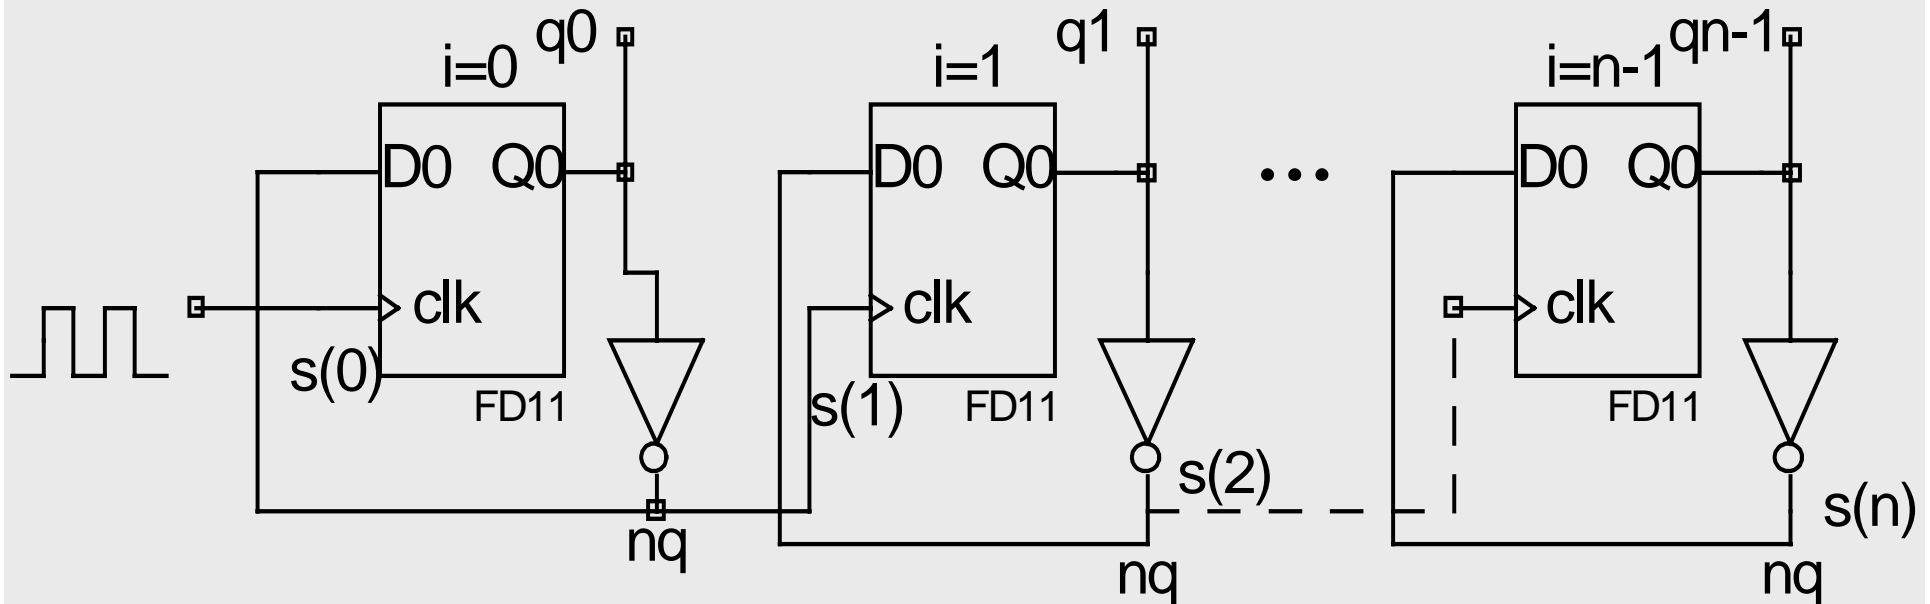 q0
q1
qn-1
i=0
i=1
i=n-1
D0 Q0
D0 Q0
...
D0 Q0
clk
clk
clk
s(0)
FD11
s(1)
FD11
FD11
s(2)
s(n)
nq
nq
nq